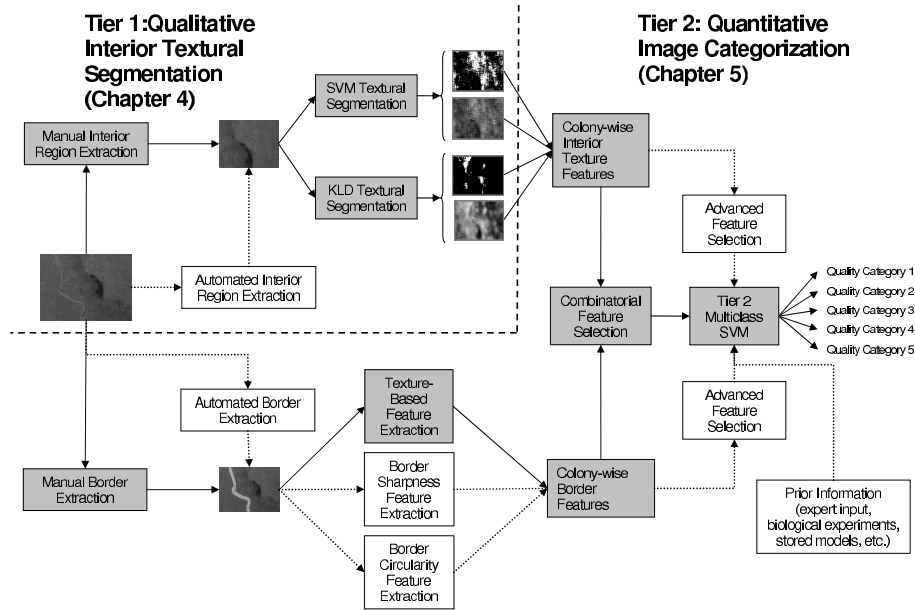 Tier 1:Qualitative
Interior Textural
Segmentation
(Chapter 4)
Tier 2: Quantitative
Image Categorization
(Chapter 5)
Manual Interior
Region Extraction
SVM Textural
Segmentation
KLD Textural
Segmentation
Colony-wise
Interior
Texture
Features
Advanced
Feature
Selection
Automated Interior
Region Extraction
Combinatorial
Feature
Selection
Tier 2
Multiclass
SVM
Quality Category 1
Quality Category 2
Quality Category 3
Quality Category 4
Quality Category 5
Automated Border
Extraction
Texture-
Based
Feature
Extraction
Advanced
Feature
Selection
Manual Border
Extraction
Border
Sharpness
Feature
Extraction
Colony-wise
Border
Features
Border
Circularity
Feature
Extraction
Prior Information
(expert input,
biological experiments,
stored models, etc.)